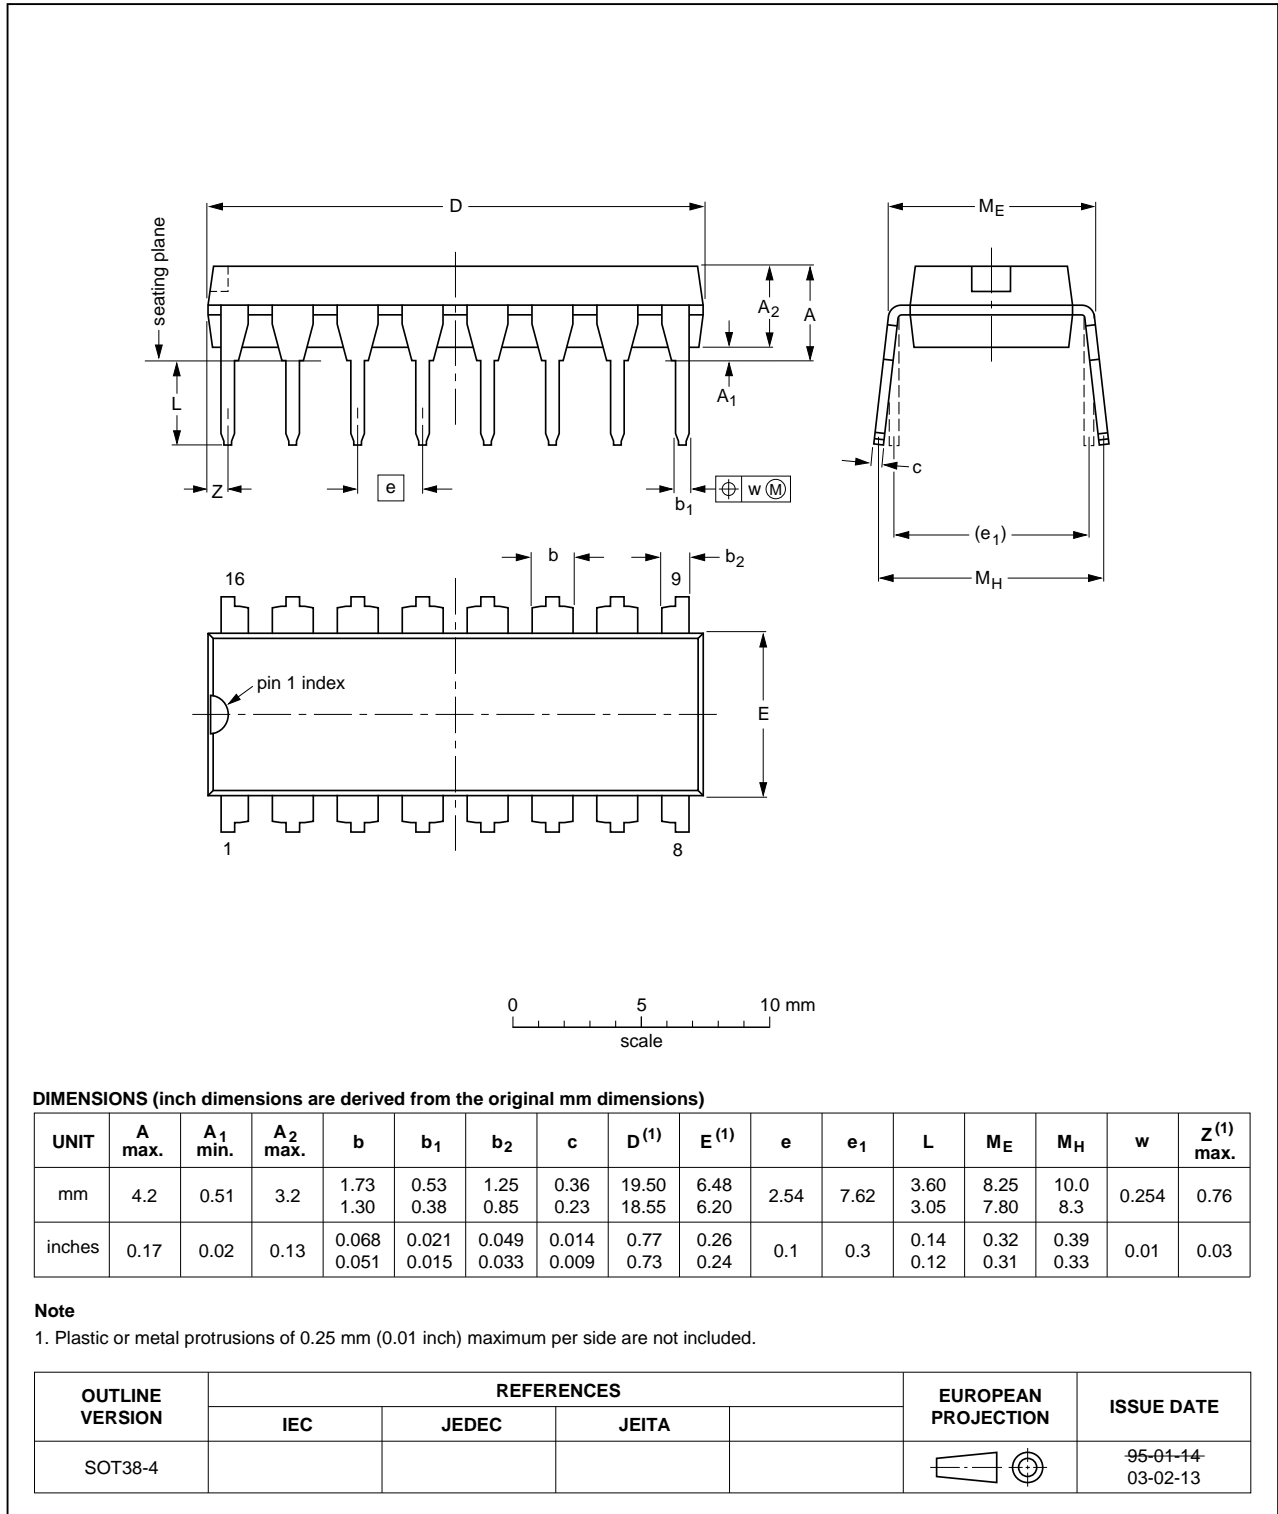 D
M_E
seating plane
A_2
A
A_1
L
Z
e
b_1
w M
c
(e_1)
M_H
b
b_2
16
9
pin 1 index
E
1
8
0
5
10 mm
scale
DIMENSIONS (inch dimensions are derived from the original mm dimensions)
UNIT A max. A_1 min. A_2 max. b b_1 b_2 c D(1) E(1) e e_1 L M_E M_H w Z(1) max.
mm 4.2 0.51 3.2 1.73 1.30 0.53 0.38 1.25 0.85 0.36 0.23 19.50 18.55 6.48 6.20 2.54 7.62 3.60 3.05 8.25 7.80 10.0 8.3 0.254 0.76
inches 0.17 0.02 0.13 0.068 0.051 0.021 0.015 0.049 0.033 0.014 0.009 0.77 0.73 0.26 0.24 0.1 0.3 0.14 0.12 0.32 0.31 0.39 0.33 0.01 0.03
Note
1. Plastic or metal protrusions of 0.25 mm (0.01 inch) maximum per side are not included.
OUTLINE VERSION REFERENCES EUROPEAN PROJECTION ISSUE DATE
IEC JEDEC JEITA
SOT38-4
95-01-14
03-02-13